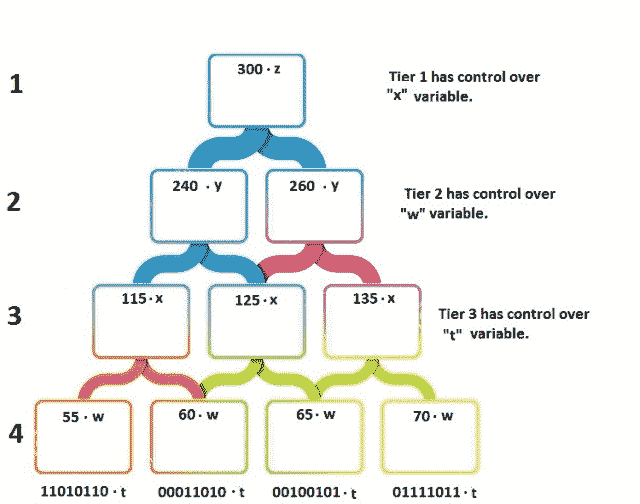 1
300 · z
Tier 1 has control over
"x" variable.
2
240 · y
260 · y
Tier 2 has control over
"w" variable.
3
115 · x
125 · x
135 · x
Tier 3 has control over
"t" variable.
4
55 · w
60 · w
65 · w
70 · w
11010110 · t
00011010 · t
00100101 · t
01111011 · t